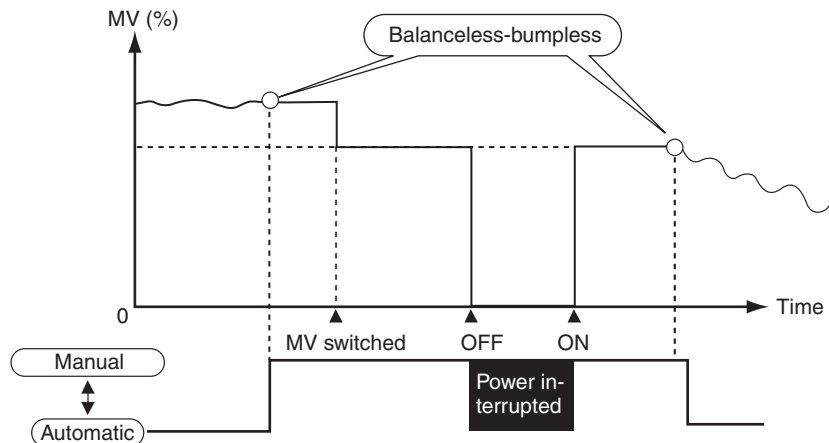 MV (%)
Balanceless-bumpless
0
Time
MV switched
OFF
ON
Manual
Power in-
terrupted
Automatic